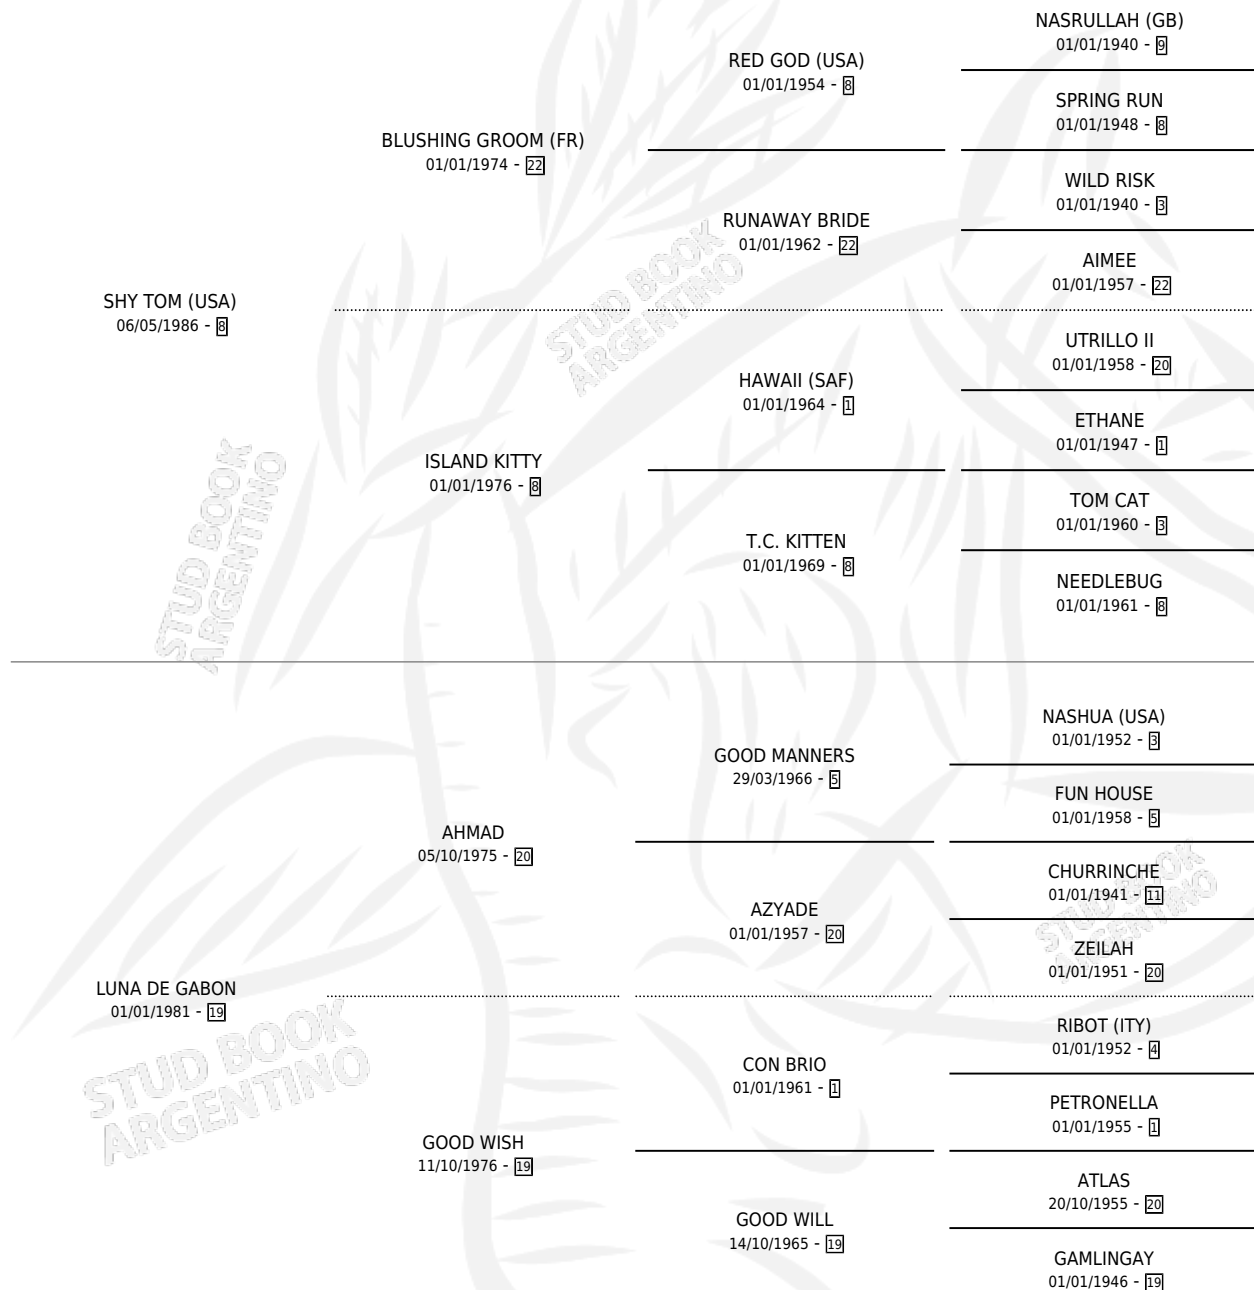 NASRULLAH (GB)
01/01/1940 - 9
RED GOD (USA)
01/01/1954 - 8
SPRING RUN
01/01/1948 - 8
BLUSHING GROOM (FR)
01/01/1974 - 22
WILD RISK
01/01/1940 - 3
RUNAWAY BRIDE
01/01/1962 - 22
AIMEE
01/01/1957 - 22
SHY TOM (USA)
06/05/1986 - 8
UTRILLO II
01/01/1958 - 20
HAWAII (SAF)
01/01/1964 - 1
ETHANE
01/01/1947 - 1
ISLAND KITTY
01/01/1976 - 8
TOM CAT
01/01/1960 - 3
T.C. KITTEN
01/01/1969 - 8
NEEDLEBUG
01/01/1961 - 8
NASHUA (USA)
01/01/1952 - 3
GOOD MANNERS
29/03/1966 - 5
FUN HOUSE
01/01/1958 - 5
AHMAD
05/10/1975 - 20
CHURRINCHE
01/01/1941 - 11
AZYADE
01/01/1957 - 20
ZEILAH
01/01/1951 - 20
LUNA DE GABON
01/01/1981 - 19
RIBOT (ITY)
01/01/1952 - 4
CON BRIO
01/01/1961 - 1
PETRONELLA
01/01/1955 - 1
GOOD WISH
11/10/1976 - 19
ATLAS
20/10/1955 - 20
GOOD WILL
14/10/1965 - 19
GAMLINGAY
01/01/1946 - 19
STUD BOOK
ARGENTINO
STUD BOOK
ARGENTINO
STUD BOOK
ARGENTINO
STUD BOOK
ARGENTINO